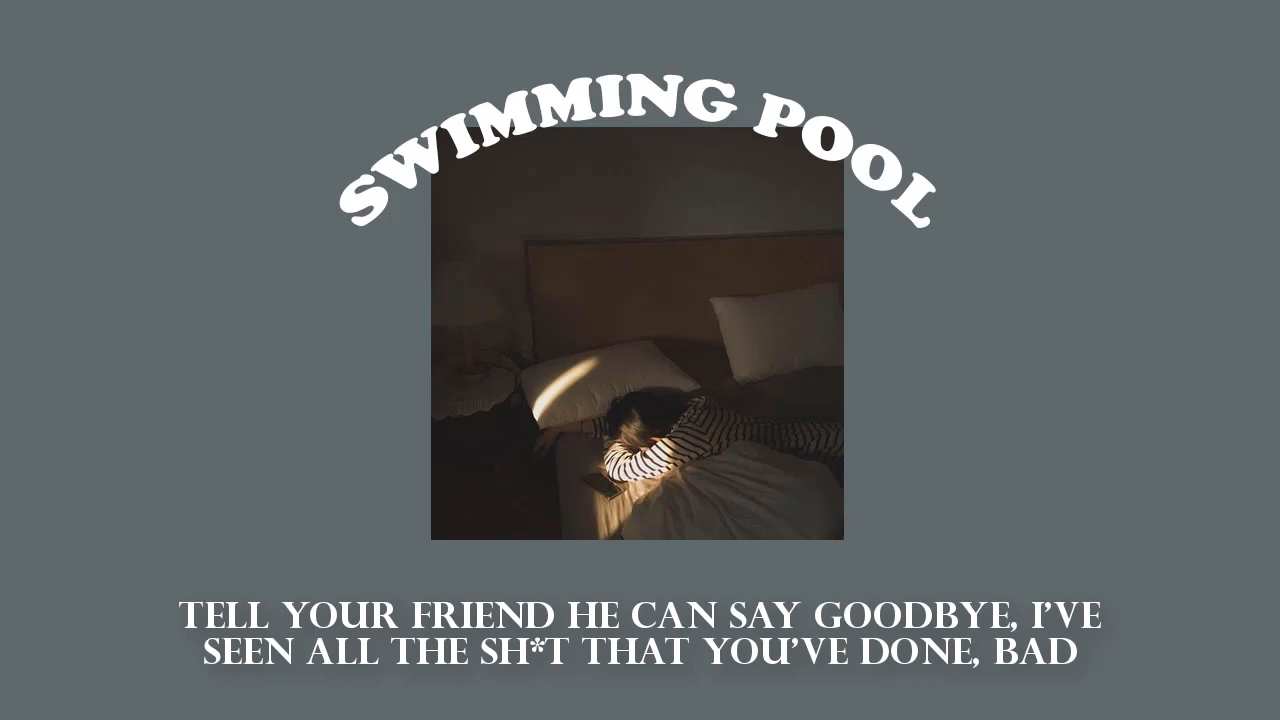 SWIMMING POOL
TELL YOUR FRIEND HE CAN SAY GOODBYE, I'VE
SEEN ALL THE SH*T THAT YOU'VE DONE, BAD